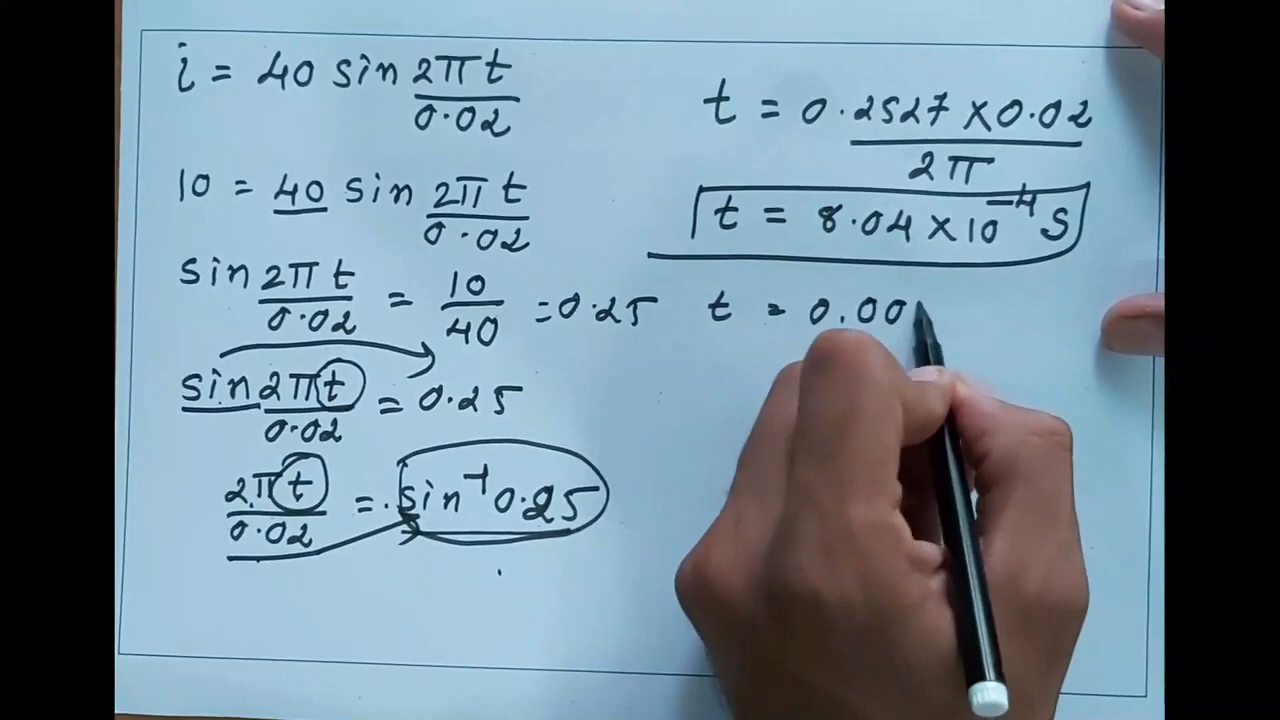 i = 40 sin 2πt/0.02
10 = 40 sin 2πt/0.02
sin 2πt/0.02 = 10/40 = 0.25
sin 2πt/0.02 = 0.25
2πt/0.02 = sin⁻¹ 0.25
t = 0.2527 × 0.02/2π
t = 8.04 × 10⁻⁴ S
t = 0.00